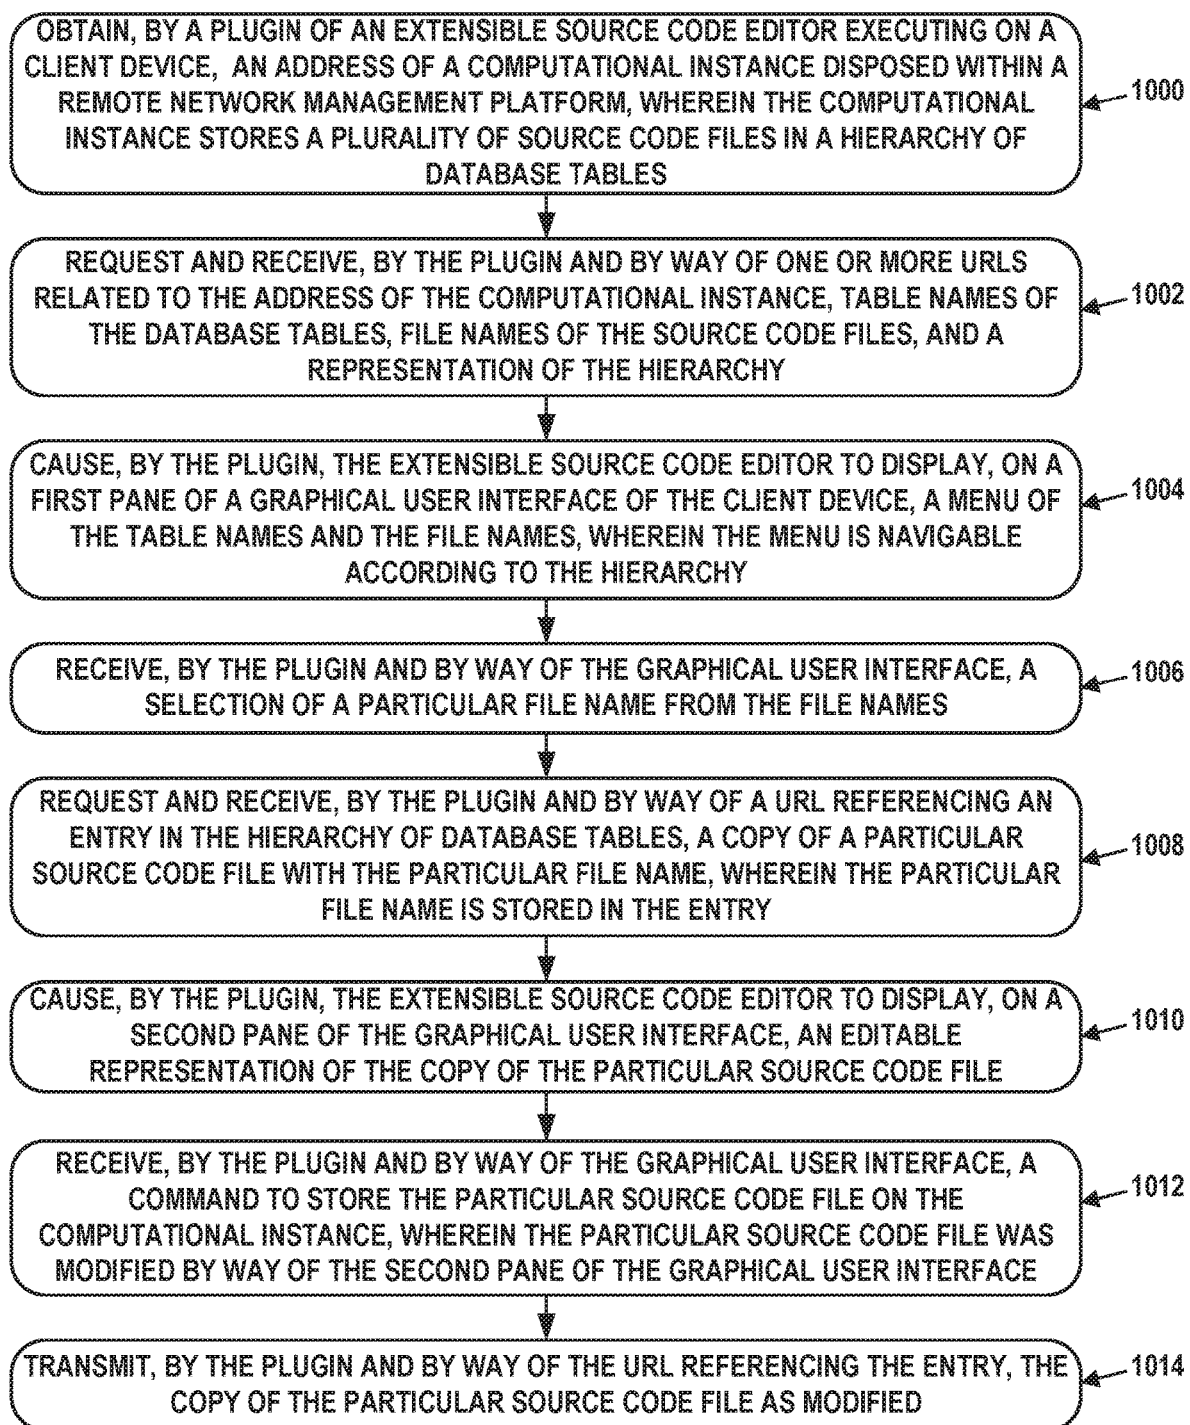 OBTAIN, BY A PLUGIN OF AN EXTENSIBLE SOURCE CODE EDITOR EXECUTING ON A
CLIENT DEVICE, AN ADDRESS OF A COMPUTATIONAL INSTANCE DISPOSED WITHIN A
REMOTE NETWORK MANAGEMENT PLATFORM, WHEREIN THE COMPUTATIONAL
INSTANCE STORES A PLURALITY OF SOURCE CODE FILES IN A HIERARCHY OF
DATABASE TABLES
1000
REQUEST AND RECEIVE, BY THE PLUGIN AND BY WAY OF ONE OR MORE URLS
RELATED TO THE ADDRESS OF THE COMPUTATIONAL INSTANCE, TABLE NAMES OF
THE DATABASE TABLES, FILE NAMES OF THE SOURCE CODE FILES, AND A
REPRESENTATION OF THE HIERARCHY
1002
CAUSE, BY THE PLUGIN, THE EXTENSIBLE SOURCE CODE EDITOR TO DISPLAY, ON A
FIRST PANE OF A GRAPHICAL USER INTERFACE OF THE CLIENT DEVICE, A MENU OF
THE TABLE NAMES AND THE FILE NAMES, WHEREIN THE MENU IS NAVIGABLE
ACCORDING TO THE HIERARCHY
1004
RECEIVE, BY THE PLUGIN AND BY WAY OF THE GRAPHICAL USER INTERFACE, A
SELECTION OF A PARTICULAR FILE NAME FROM THE FILE NAMES
1006
REQUEST AND RECEIVE, BY THE PLUGIN AND BY WAY OF A URL REFERENCING AN
ENTRY IN THE HIERARCHY OF DATABASE TABLES, A COPY OF A PARTICULAR
SOURCE CODE FILE WITH THE PARTICULAR FILE NAME, WHEREIN THE PARTICULAR
FILE NAME IS STORED IN THE ENTRY
1008
CAUSE, BY THE PLUGIN, THE EXTENSIBLE SOURCE CODE EDITOR TO DISPLAY, ON A
SECOND PANE OF THE GRAPHICAL USER INTERFACE, AN EDITABLE
REPRESENTATION OF THE COPY OF THE PARTICULAR SOURCE CODE FILE
1010
RECEIVE, BY THE PLUGIN AND BY WAY OF THE GRAPHICAL USER INTERFACE, A
COMMAND TO STORE THE PARTICULAR SOURCE CODE FILE ON THE
COMPUTATIONAL INSTANCE, WHEREIN THE PARTICULAR SOURCE CODE FILE WAS
MODIFIED BY WAY OF THE SECOND PANE OF THE GRAPHICAL USER INTERFACE
1012
TRANSMIT, BY THE PLUGIN AND BY WAY OF THE URL REFERENCING THE ENTRY, THE
COPY OF THE PARTICULAR SOURCE CODE FILE AS MODIFIED
1014